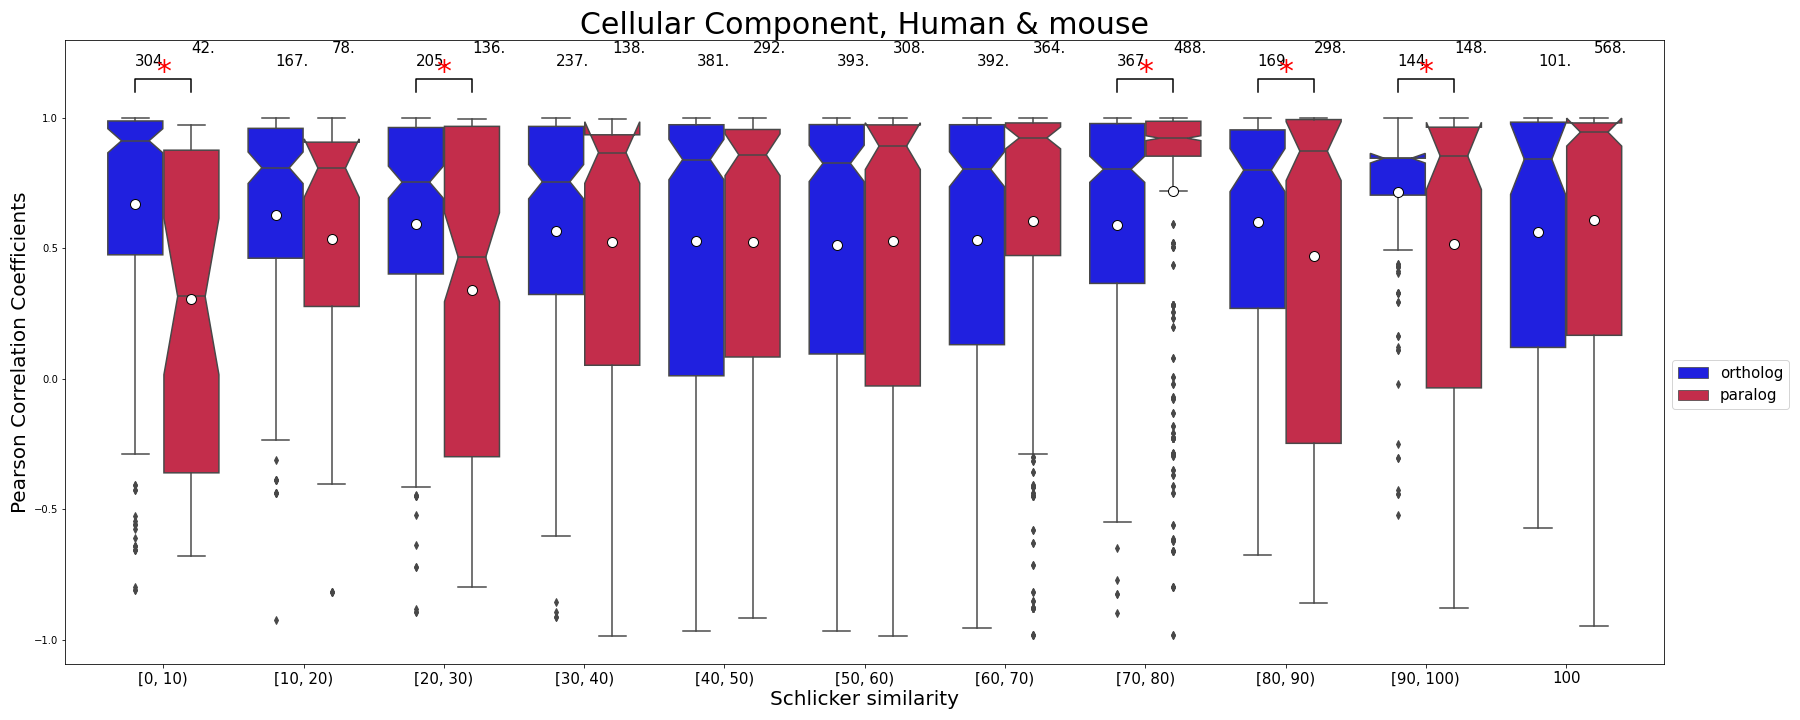 Cellular Component, Human & mouse
42. 78. 136. 138. 292. 308. 364. 488. 298. 148. 568.
304. 167. 205. 237. 381. 393. 392. 367. 169. 144. 101.
* * * * *
1.0
0.5
0.0
−0.5
−1.0
Pearson Correlation Coefficients
ortholog
paralog
[0, 10) [10, 20) [20, 30) [30, 40) [40, 50) [50, 60) [60, 70) [70, 80) [80, 90) [90, 100) 100
Schlicker similarity